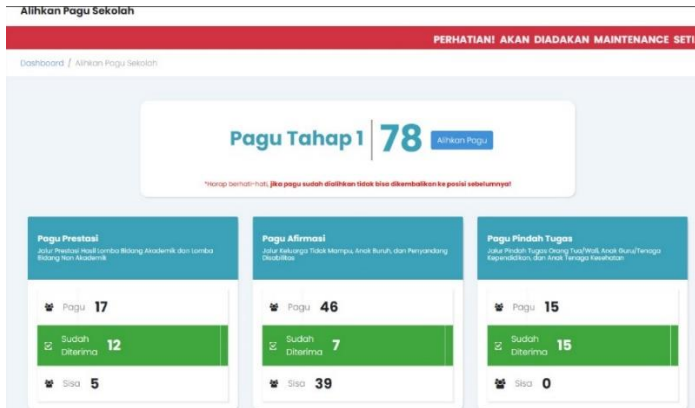 Alihkan Pagu Sekolah
PERHATIAN! AKAN DIADAKAN MAINTENANCE SETI
Dashboard / Alihkan Pagu Sekolah
Pagu Tahap 1 78 Alihkan Pagu
*Harap berhati-hati, jika pagu sudah dialihkan tidak bisa dikembalikan ke posisi sebelumnya!
Pagu Prestasi
Jalur Prestasi Hasil Lomba Bidang Akademik dan Lomba
Bidang Non Akademik
Pagu 17
Sudah
Diterima 12
Sisa 5
Pagu Afirmasi
Jalur Keluarga Tidak Mampu, Anak Buruh, dan Penyandang
Disabilitas
Pagu 46
Sudah
Diterima 7
Sisa 39
Pagu Pindah Tugas
Jalur Pindah Tugas Orang Tua/Wali, Anak Guru/Tenaga
Kependidikan, dan Anak Tenaga Kesehatan
Pagu 15
Sudah
Diterima 15
Sisa 0